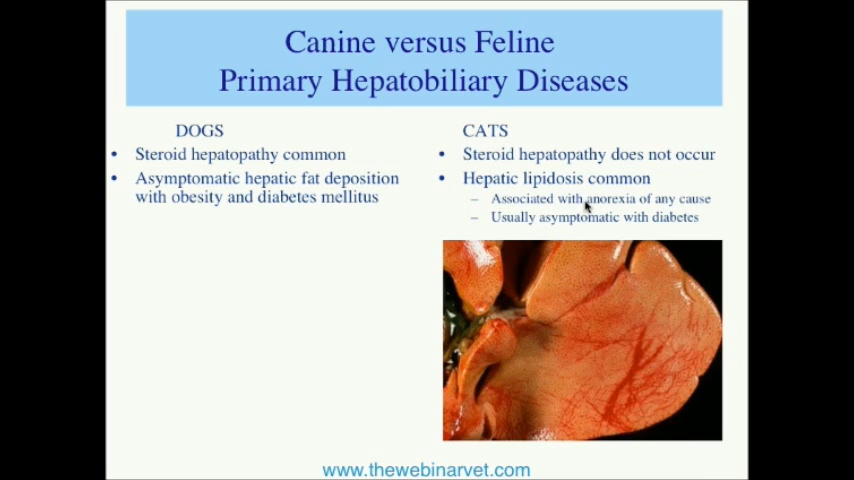 Canine versus Feline
Primary Hepatobiliary Diseases
DOGS
• Steroid hepatopathy common
• Asymptomatic hepatic fat deposition
with obesity and diabetes mellitus
CATS
• Steroid hepatopathy does not occur
• Hepatic lipidosis common
– Associated with anorexia of any cause
– Usually asymptomatic with diabetes
www.thewebinarvet.com